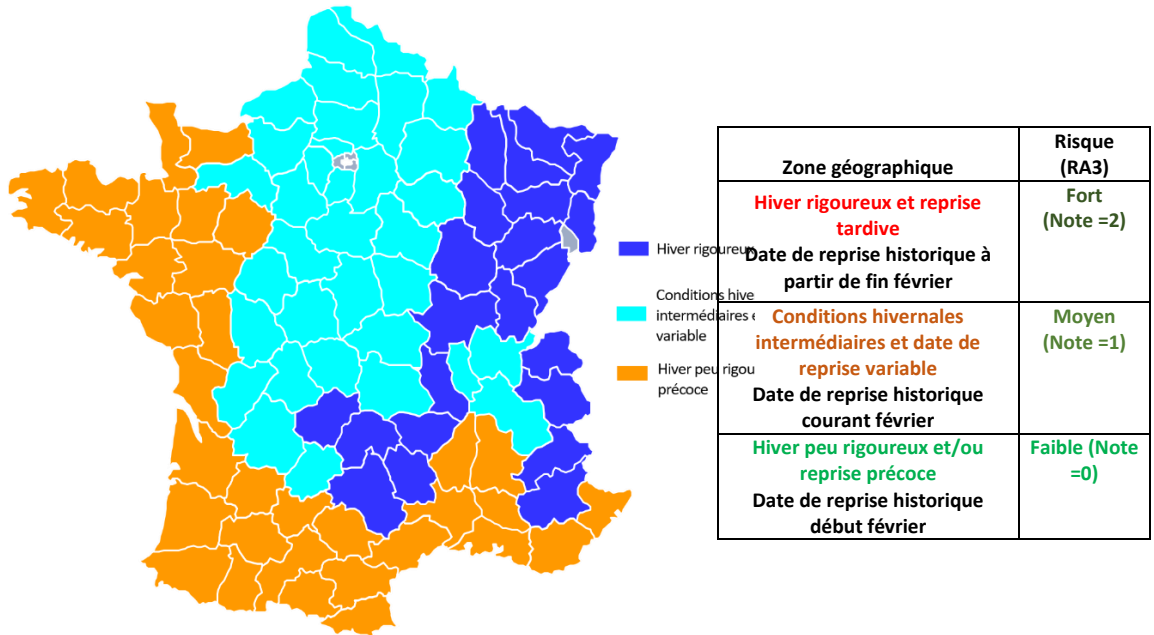 Hiver rigoureux
Conditions hive
intermédiaires e
variable
Hiver peu rigou
précoce
Zone géographique
Risque
(RA3)
Hiver rigoureux et reprise
tardive
Date de reprise historique à
partir de fin février
Fort
(Note =2)
Conditions hivernales
intermédiaires et date de
reprise variable
Date de reprise historique
courant février
Moyen
(Note =1)
Hiver peu rigoureux et/ou
reprise précoce
Date de reprise historique
début février
Faible (Note
=0)